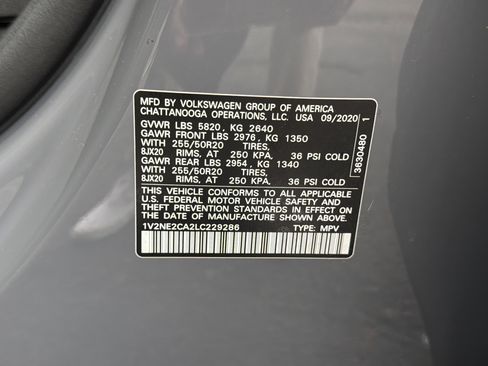 MFD BY VOLKSWAGEN GROUP OF AMERICA
CHATTANOOGA OPERATIONS, LLC. USA 09/2020
GVWR LBS 5820, KG 2640
GAWR FRONT LBS 2976, KG 1350
WITH 255/50R20 TIRES,
8JX20 RIMS, AT 250 KPA. 36 PSI COLD
GAWR REAR LBS 2954, KG 1340
WITH 255/50R20 TIRES.
8JX20 RIMS, AT 250 KPA. 36 PSI COLD
THIS VEHICLE CONFORMS TO ALL APPLICABLE
U.S. FEDERAL MOTOR VEHICLE SAFETY AND
THEFT PREVENTION STANDARDS IN EFFECT
ON THE DATE OF MANUFACTURE SHOWN ABOVE.
1V2NE2CA2LC229286 TYPE: MPV
3630480 1